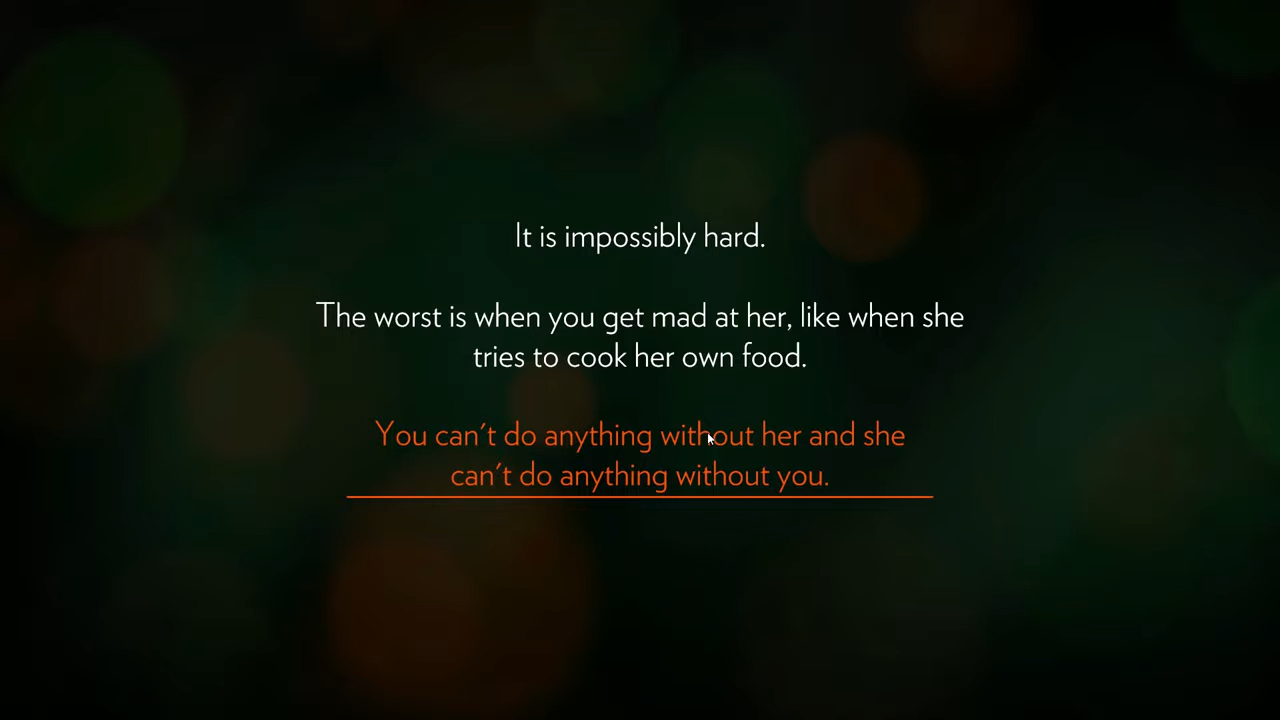 It is impossibly hard.
The worst is when you get mad at her, like when she
tries to cook her own food.
You can't do anything without her and she
can't do anything without you.